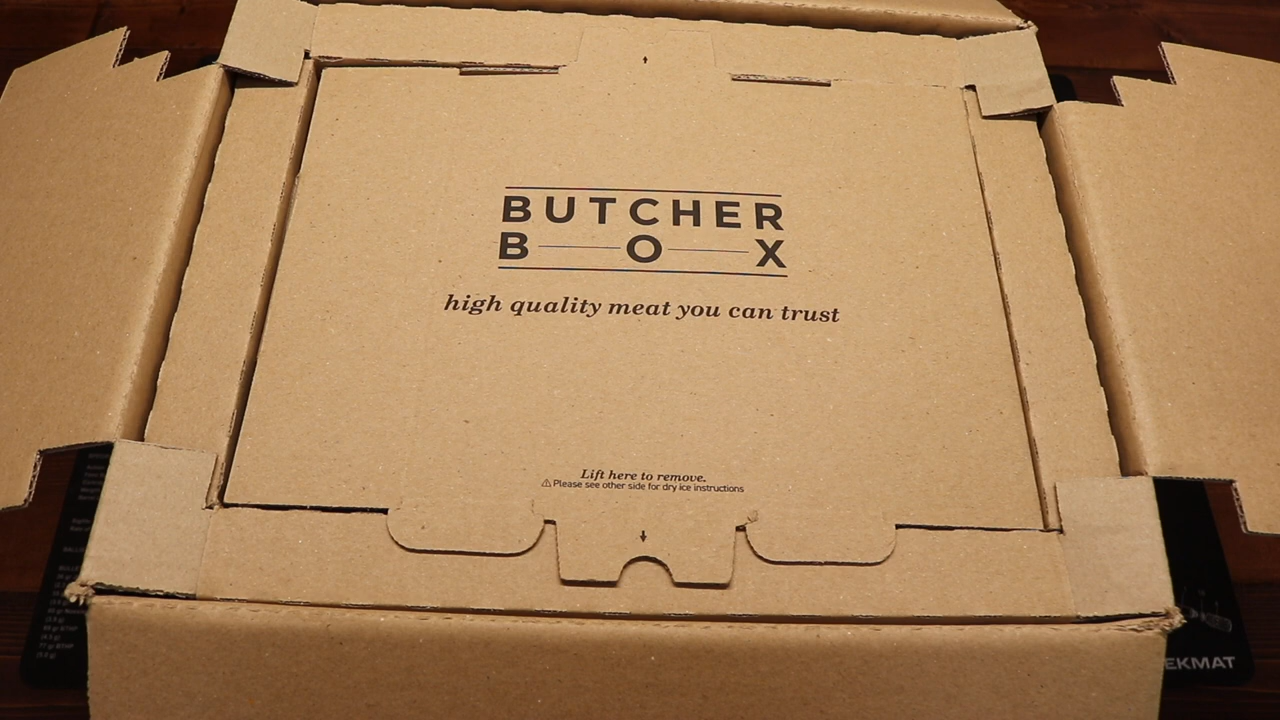 BUTCHER
B O X
high quality meat you can trust
Lift here to remove.
⚠ Please see other side for dry ice instructions
EKMAT